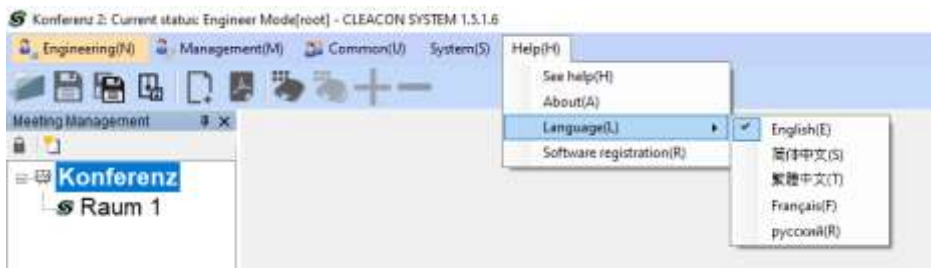 Konferenz 2: Current status: Engineer Mode[root] - CLEACON SYSTEM 1.5.1.6
Engineering(N) Management(M) Common(U) System(S) Help(H)
See help(H)
About(A)
Language(L)
Software registration(R)
English(E)
简体中文(S)
繁體中文(T)
Français(F)
русский(R)
Meeting Management
Konferenz
Raum 1